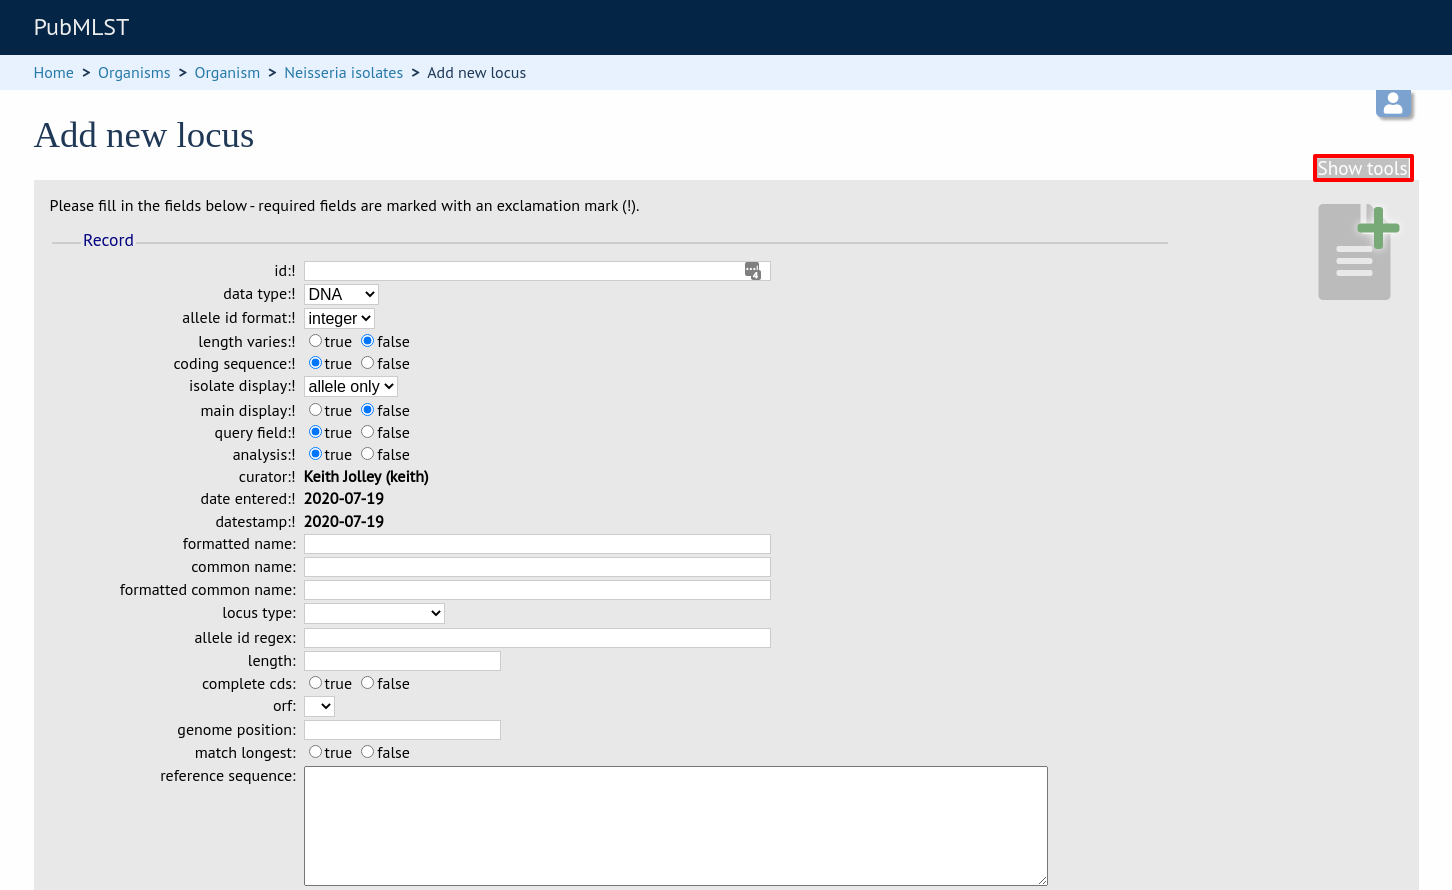 PubMLST
Home > Organisms > Organism > Neisseria isolates > Add new locus
Add new locus
Show tools
Please fill in the fields below - required fields are marked with an exclamation mark (!).
Record
id:!
data type:! DNA
allele id format:! integer
length varies:! true false
coding sequence:! true false
isolate display:! allele only
main display:! true false
query field:! true false
analysis:! true false
curator:! Keith Jolley (keith)
date entered:! 2020-07-19
datestamp:! 2020-07-19
formatted name:
common name:
formatted common name:
locus type:
allele id regex:
length:
complete cds: true false
orf:
genome position:
match longest: true false
reference sequence: